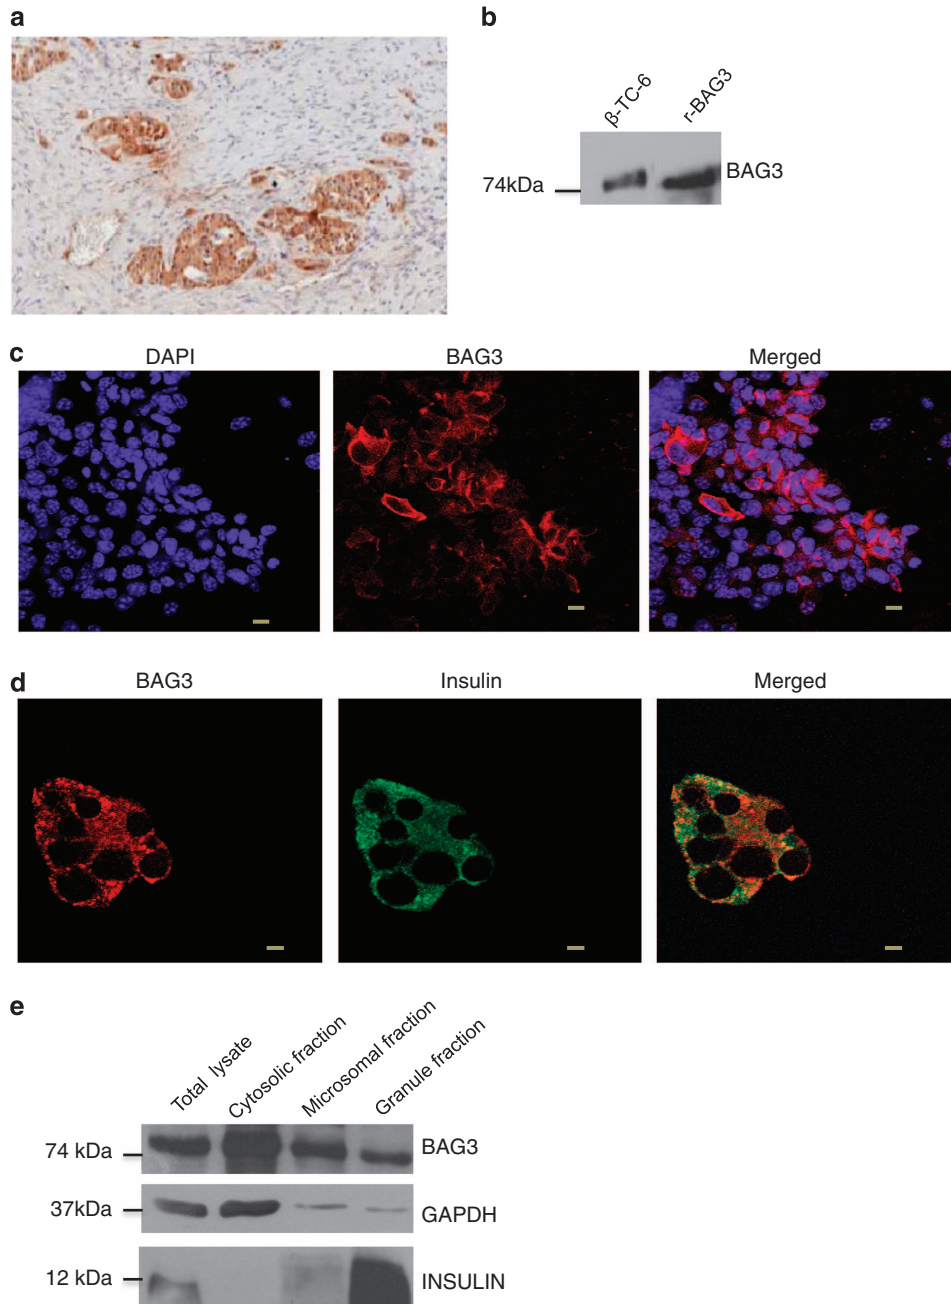 a
b
β-TC-6
r-BAG3
74kDa
BAG3
c
DAPI
BAG3
Merged
d
BAG3
Insulin
Merged
e
Total lysate
Cytosolic fraction
Microsomal fraction
Granule fraction
74 kDa
BAG3
37kDa
GAPDH
12 kDa
INSULIN